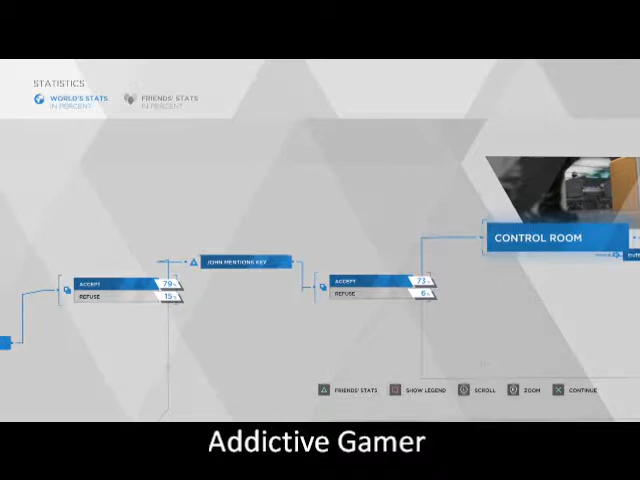 STATISTICS
WORLD'S STATS
IN PERCENT
FRIENDS' STATS
IN PERCENT
CONTROL ROOM
JOHN MENTIONS KEY
ACCEPT 79%
REFUSE 15%
ACCEPT 73%
REFUSE 6%
FRIENDS' STATS
SHOW LEGEND
SCROLL
ZOOM
CONTINUE
Addictive Gamer